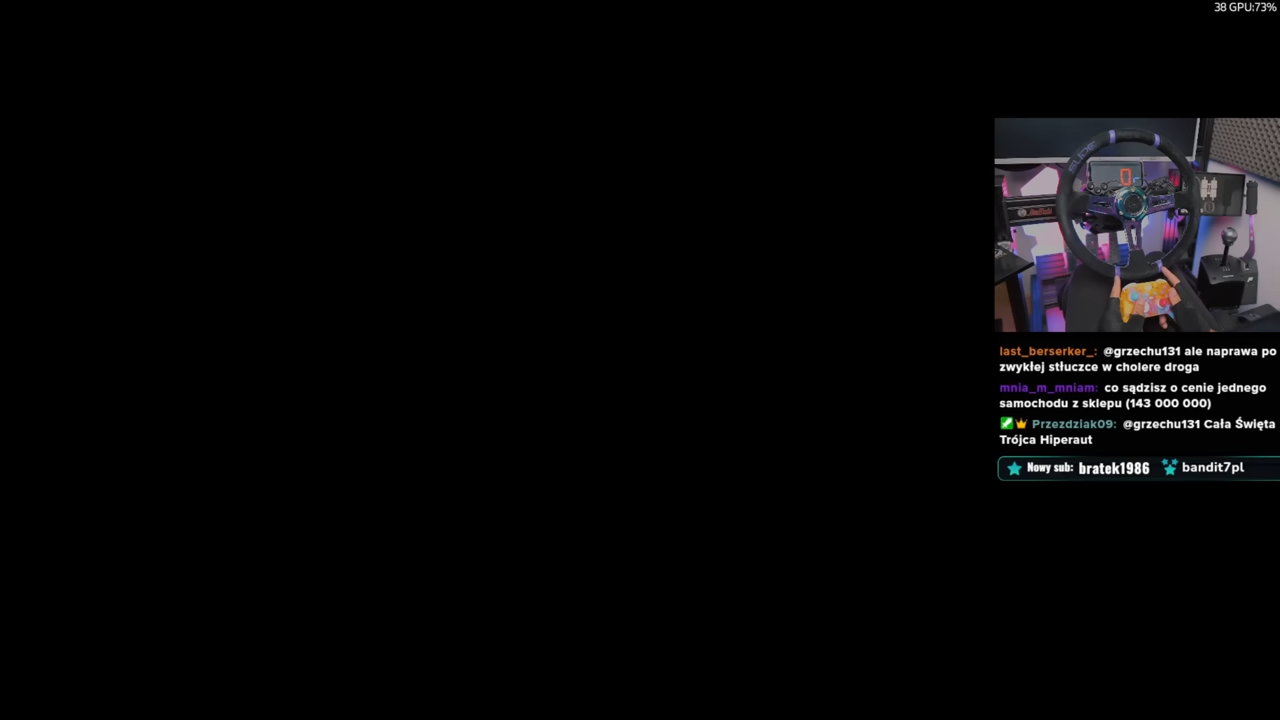 38 GPU:73%
0
last_berserker_: @grzechu131 ale naprawa po
zwykłej stłuczce w cholere droga
mnia_m_mniam: co sądzisz o cenie jednego
samochodu z sklepu (143 000 000)
Przezdziak09: @grzechu131 Cała Święta
Trójca Hiperaut
Nowy sub: bratek1986 bandit7pl